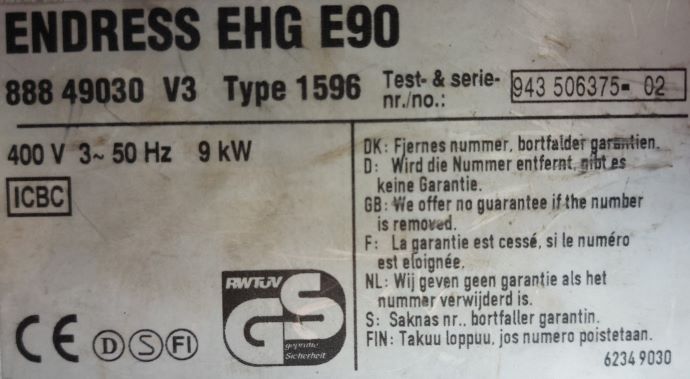 ENDRESS EHG E90
888 49030 V3 Type 1596 Test- & serie-
nr./no.: 943 506375- 02
400 V 3~ 50 Hz 9 kW
ICBC
DK: Fjernes nummer, bortfalder garantien.
D: Wird die Nummer entfernt, gibt es
keine Garantie.
GB: We offer no guarantee if the number
is removed.
F: La garantie est cessé, si le numéro
est eloignée.
NL: Wij geven geen garantie als het
nummer verwijderd is.
S: Saknas nr., bortfaller garantin.
FIN: Takuu loppuu, jos numero poistetaan.
RWTÜV
GS
geprüfte
Sicherheit
CE D S FI
6234 9030